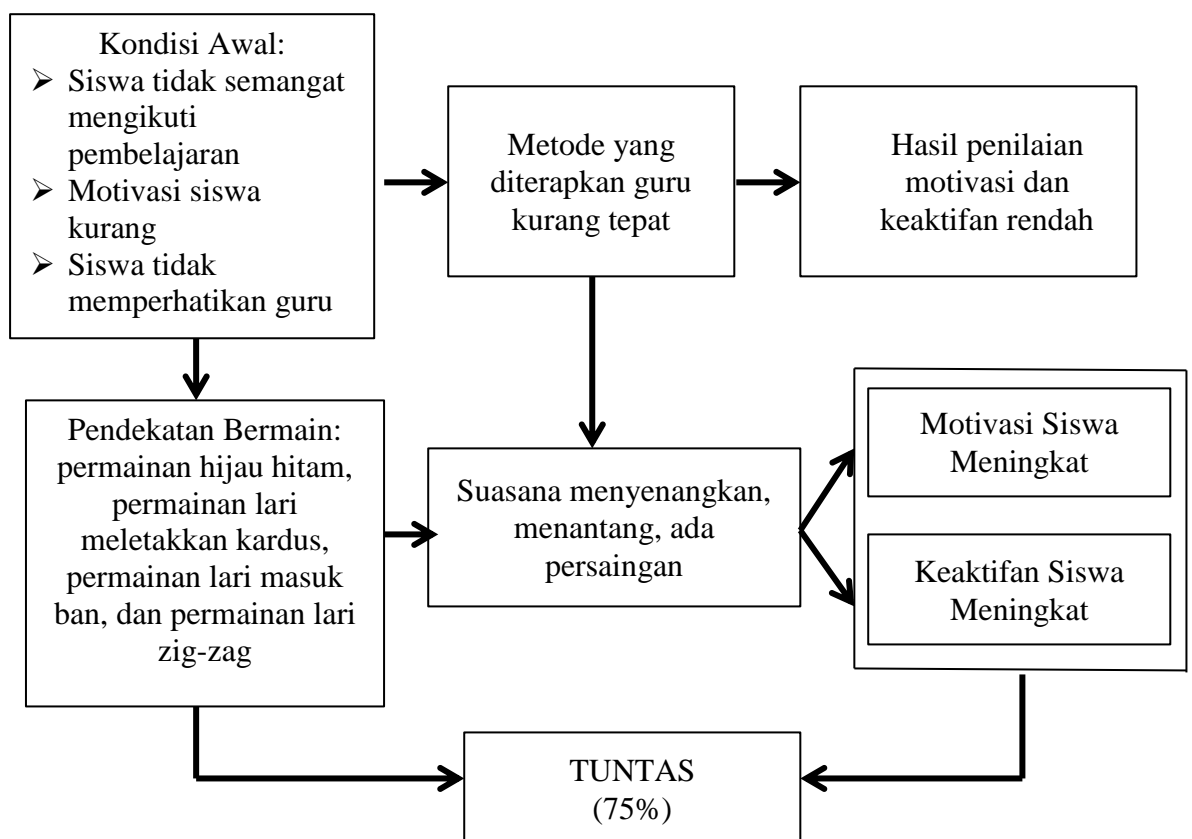 Kondisi Awal:
➢ Siswa tidak semangat
mengikuti
pembelajaran
➢ Motivasi siswa
kurang
➢ Siswa tidak
memperhatikan guru
Metode yang
diterapkan guru
kurang tepat
Hasil penilaian
motivasi dan
keaktifan rendah
Pendekatan Bermain:
permainan hijau hitam,
permainan lari
meletakkan kardus,
permainan lari masuk
ban, dan permainan lari
zig-zag
Suasana menyenangkan,
menantang, ada
persaingan
Motivasi Siswa
Meningkat
Keaktifan Siswa
Meningkat
TUNTAS
(75%)